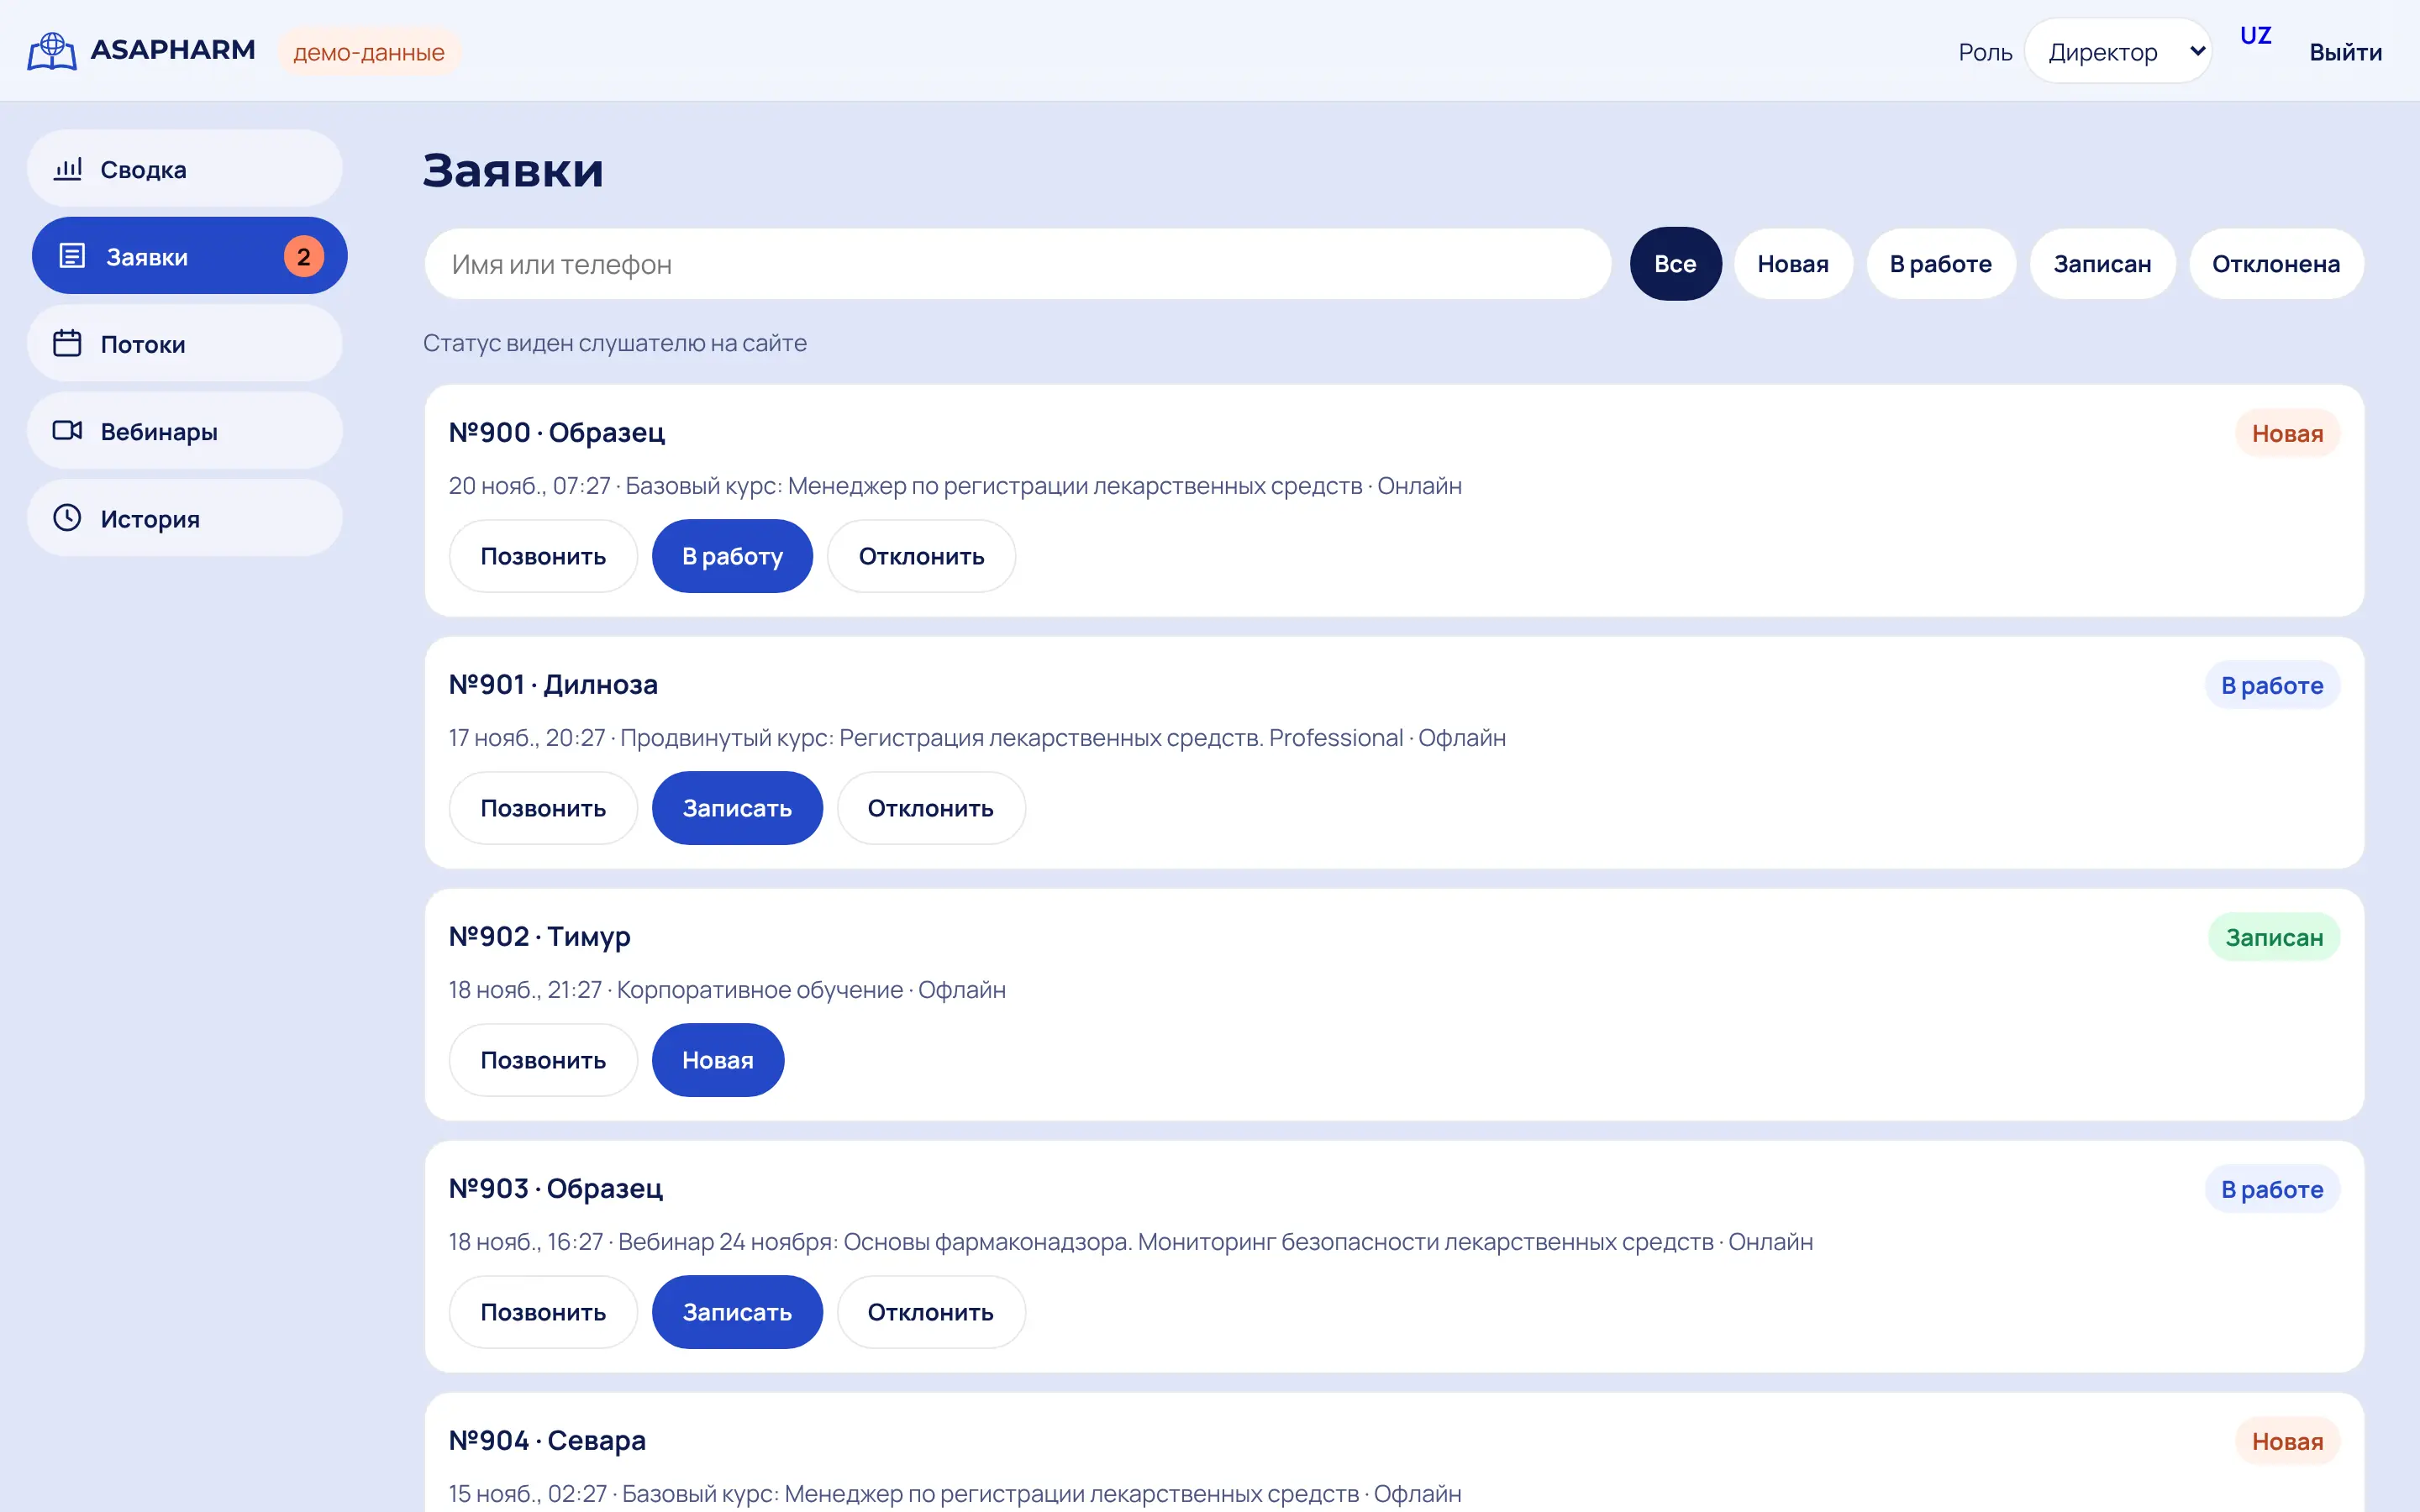 ASAPHARM демо-данные Роль Директор UZ Выйти
Сводка
Заявки 2
Потоки
Вебинары
История
Заявки
Имя или телефон Все Новая В работе Записан Отклонена
Статус виден слушателю на сайте
№900 · Образец Новая
20 нояб., 07:27 · Базовый курс: Менеджер по регистрации лекарственных средств · Онлайн
Позвонить В работу Отклонить
№901 · Дилноза В работе
17 нояб., 20:27 · Продвинутый курс: Регистрация лекарственных средств. Professional · Офлайн
Позвонить Записать Отклонить
№902 · Тимур Записан
18 нояб., 21:27 · Корпоративное обучение · Офлайн
Позвонить Новая
№903 · Образец В работе
18 нояб., 16:27 · Вебинар 24 ноября: Основы фармаконадзора. Мониторинг безопасности лекарственных средств · Онлайн
Позвонить Записать Отклонить
№904 · Севара Новая
15 нояб., 02:27 · Базовый курс: Менеджер по регистрации лекарственных средств · Офлайн